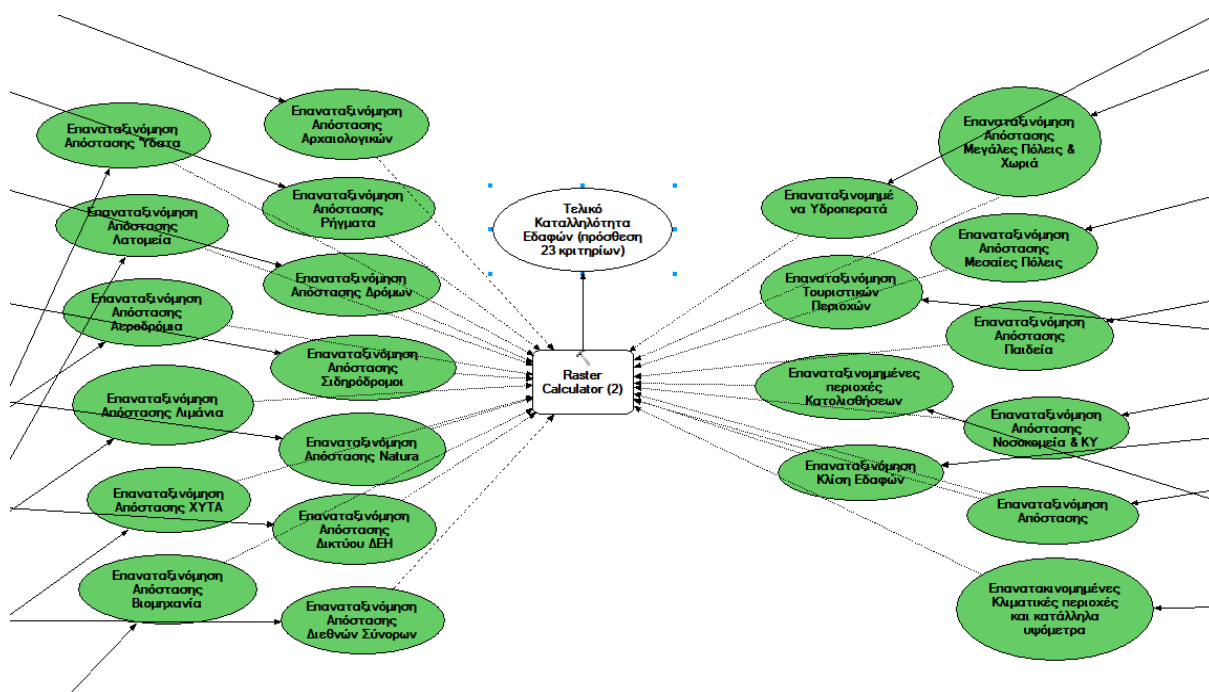 Επαναταξινόμηση
Απόστασης Ύδατα
Επαναταξινόμηση
Απόστασης
Αρχαιολογικών
Επαναταξινόμηση
Απόστασης
Λατομεία
Επαναταξινόμηση
Απόστασης
Ρήγματα
Επαναταξινόμηση
Απόστασης
Αεροδρόμια
Επαναταξινόμηση
Απόστασης Δρόμων
Επαναταξινόμηση
Απόστασης
Σιδηρόδρομοι
Επαναταξινόμηση
Απόστασης Λιμάνια
Επαναταξινόμηση
Απόστασης Natura
Επαναταξινόμηση
Απόστασης ΧΥΤΑ
Επαναταξινόμηση
Απόστασης
Δικτύου ΔΕΗ
Επαναταξινόμηση
Απόστασης
Βιομηχανία
Επαναταξινόμηση
Απόστασης
Διεθνών Σύνορων
Τελικό
Καταλληλότητα
Εδαφών (πρόσθεση
23 κριτηρίων)
Raster
Calculator (2)
Επαναταξινόμηση
Απόστασης
Μεγάλες Πόλεις &
Χωριά
Επαναταξινομημέ
να Υδροπερατά
Επαναταξινόμηση
Απόστασης
Μεσαίες Πόλεις
Επαναταξινόμηση
Τουριστικών
Περιοχών
Επαναταξινόμηση
Απόστασης
Παιδεία
Επαναταξινομημένες
περιοχές
Κατολισθήσεων
Επαναταξινόμηση
Απόστασης
Νοσοκομεία & ΚΥ
Επαναταξινόμηση
Κλίση Εδαφών
Επαναταξινόμηση
Απόστασης
Επανατακινομημένες
Κλιματικές περιοχές
και κατάλληλα
υψόμετρα